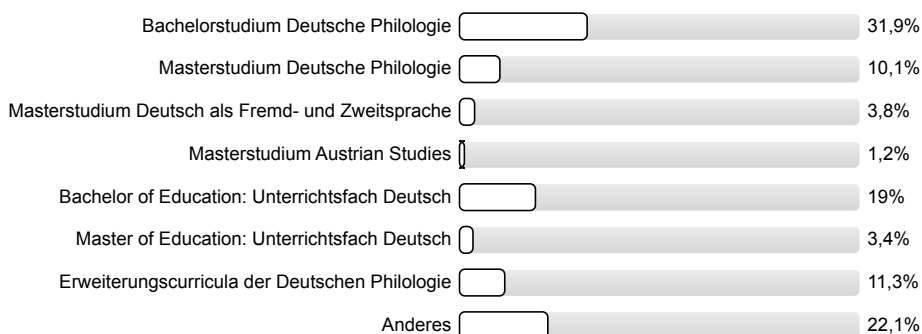 Bachelorstudium Deutsche Philologie 31,9%
Masterstudium Deutsche Philologie 10,1%
Masterstudium Deutsch als Fremd- und Zweitsprache 3,8%
Masterstudium Austrian Studies 1,2%
Bachelor of Education: Unterrichtsfach Deutsch 19%
Master of Education: Unterrichtsfach Deutsch 3,4%
Erweiterungscurricula der Deutschen Philologie 11,3%
Anderes 22,1%